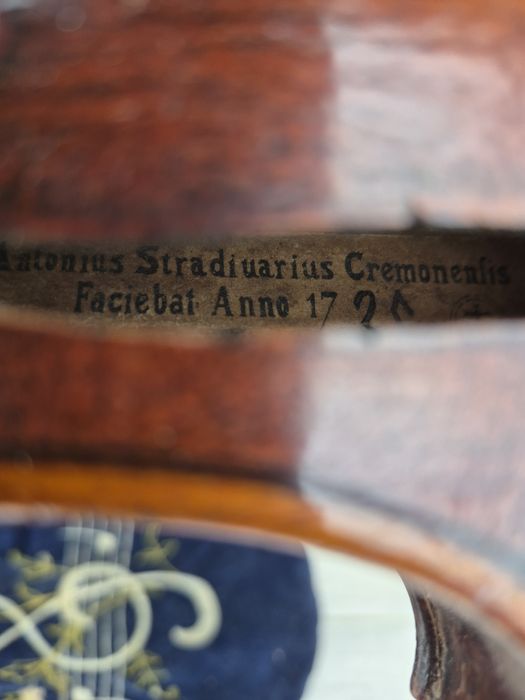 Antonius Stradiuarius Cremonensis
Faciebat Anno 17